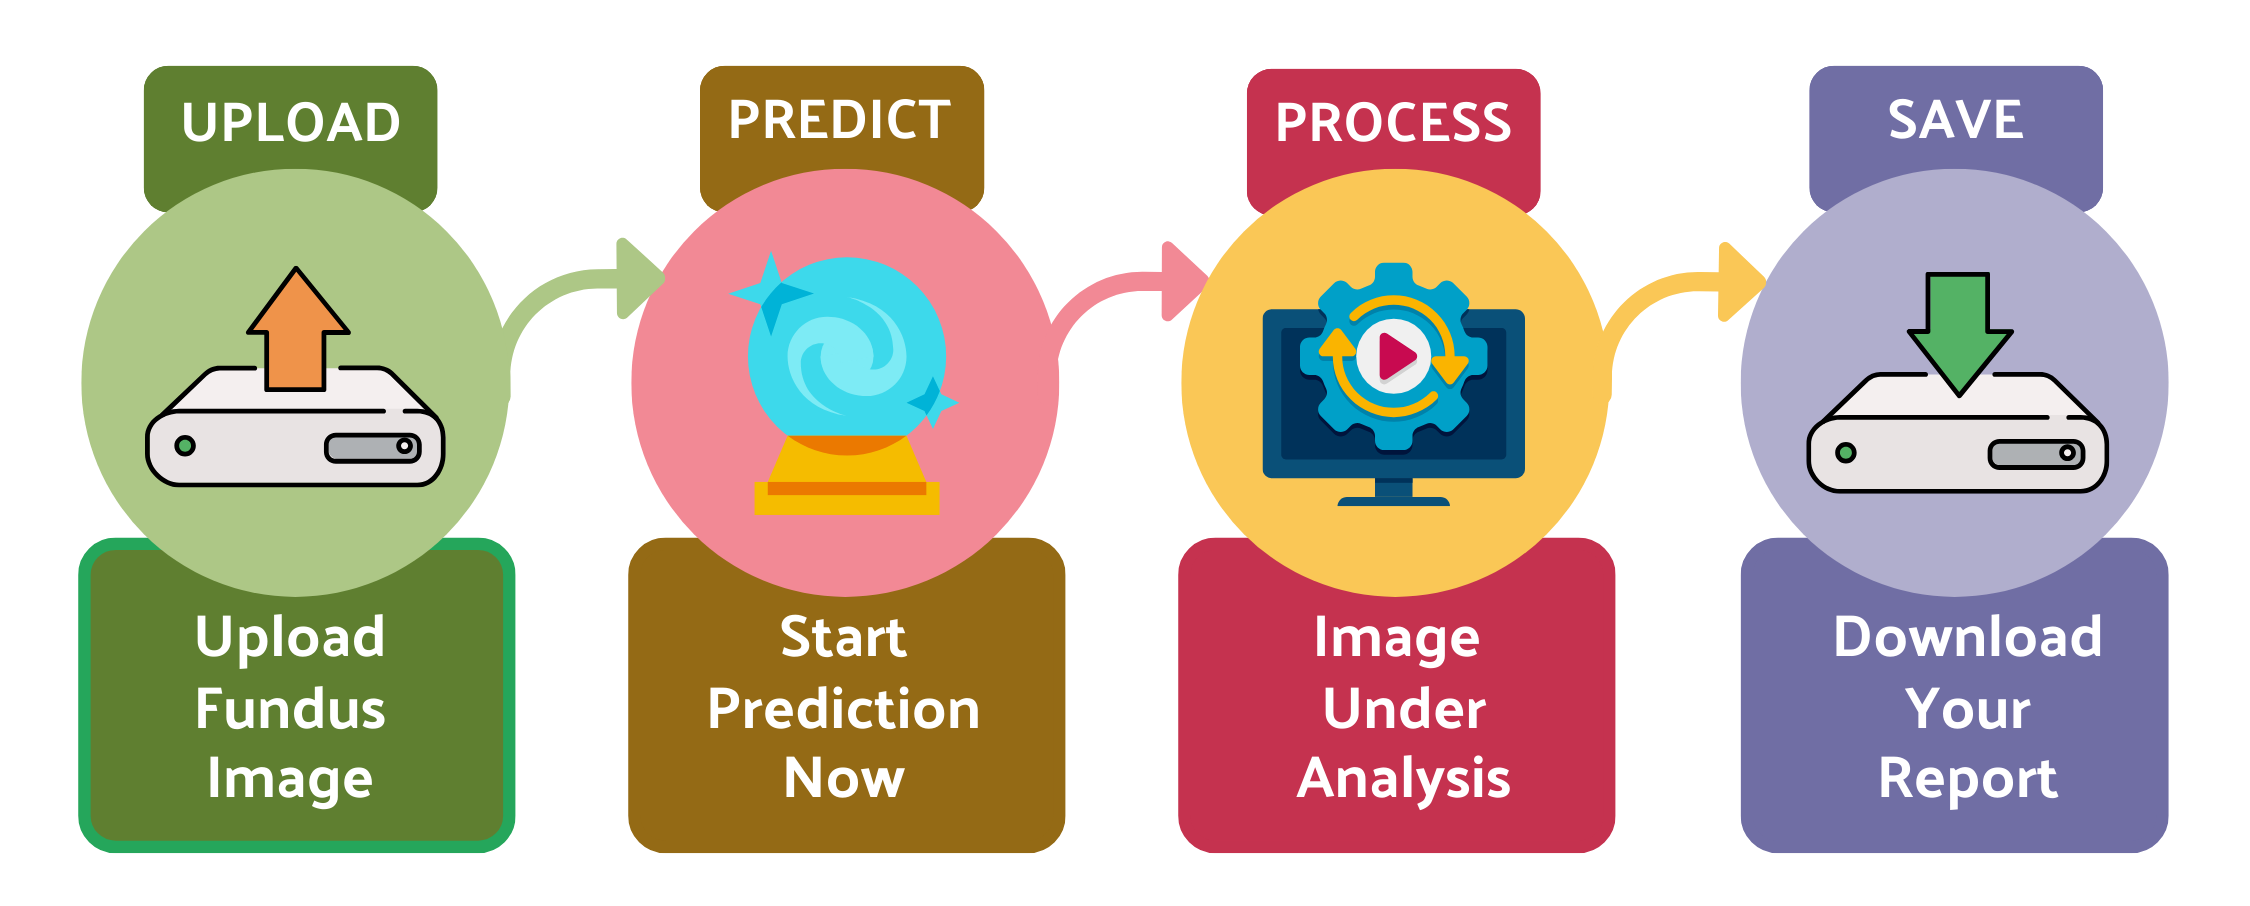 UPLOAD
Upload
Fundus
Image
PREDICT
Start
Prediction
Now
PROCESS
Image
Under
Analysis
SAVE
Download
Your
Report